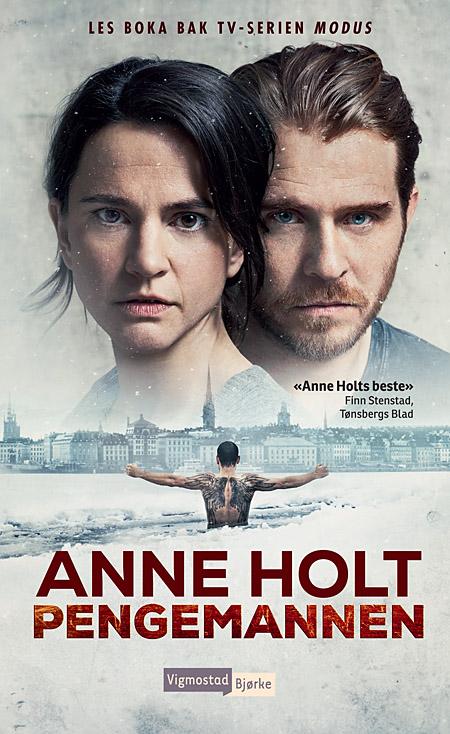 LES BOKA BAK TV-SERIEN MODUS
«Anne Holts beste»
Finn Stenstad,
Tønsbergs Blad
ANNE HOLT
PENGEMANNEN
Vigmostad Bjørke